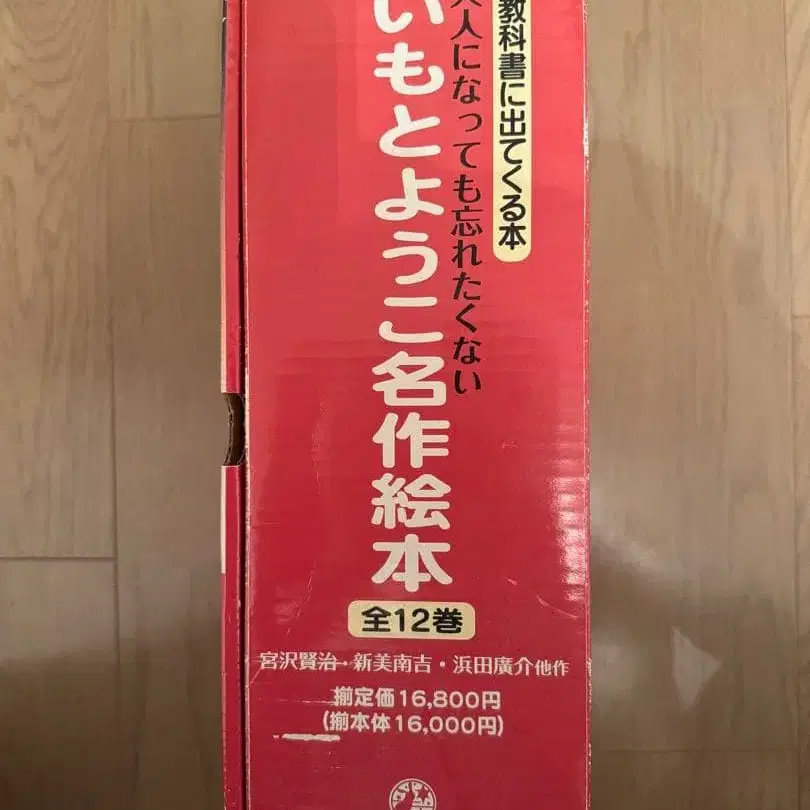 教科書に出てくる本
大人になっても忘れたくない
いもとようこ名作絵本
全12巻
宮沢賢治・新美南吉・浜田廣介他作
揃定価16,800円
(揃本体16,000円)